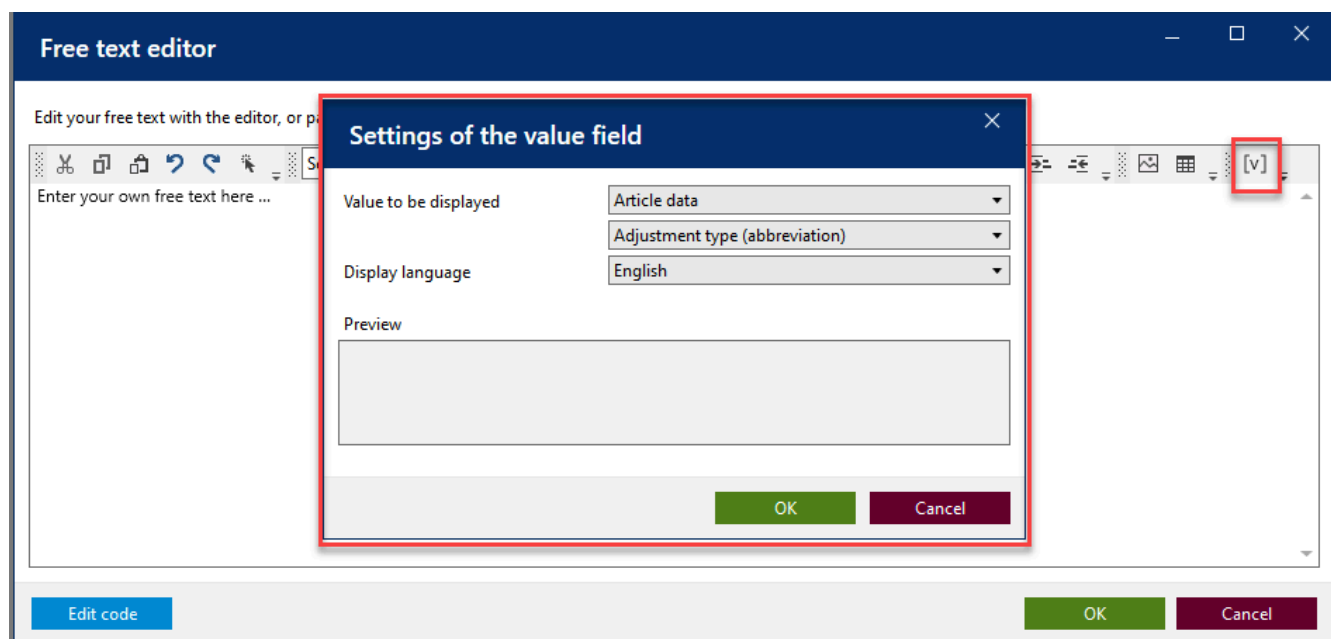 Free text editor
Edit your free text with the editor, or pa
Settings of the value field
[v]
Enter your own free text here ...
Value to be displayed
Article data
Adjustment type (abbreviation)
Display language
English
Preview
OK
Cancel
Edit code
OK
Cancel